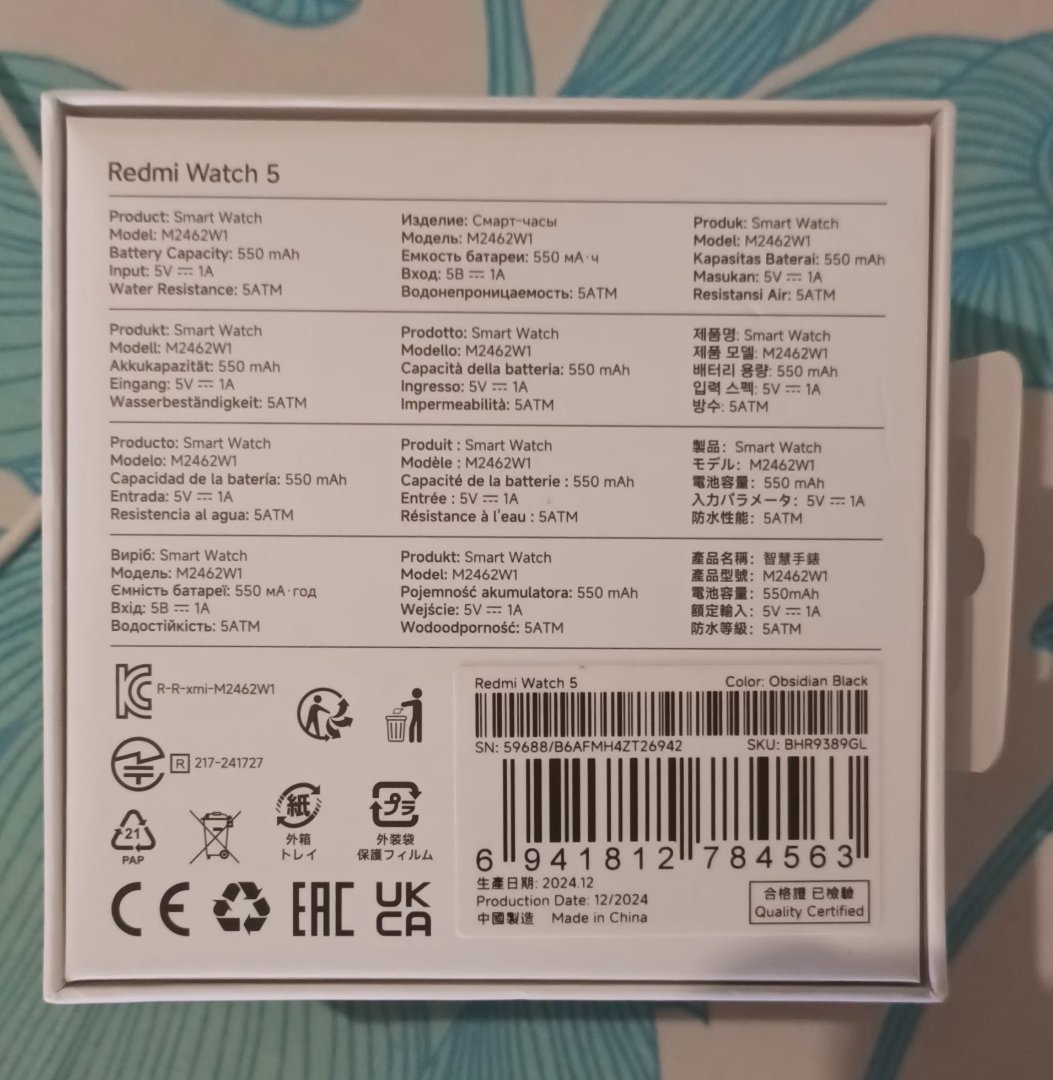 Redmi Watch 5
Product: Smart Watch
Model: M2462W1
Battery Capacity: 550 mAh
Input: 5V ⎓ 1A
Water Resistance: 5ATM
Изделие: Смарт-часы
Модель: M2462W1
Емкость батареи: 550 мА·ч
Вход: 5В ⎓ 1A
Водонепроницаемость: 5ATM
Produk: Smart Watch
Model: M2462W1
Kapasitas Baterai: 550 mAh
Masukan: 5V ⎓ 1A
Resistansi Air: 5ATM
Produkt: Smart Watch
Modell: M2462W1
Akkukapazität: 550 mAh
Eingang: 5V ⎓ 1A
Wasserbeständigkeit: 5ATM
Prodotto: Smart Watch
Modello: M2462W1
Capacità della batteria: 550 mAh
Ingresso: 5V ⎓ 1A
Impermeabilità: 5ATM
제품명: Smart Watch
제품 모델: M2462W1
배터리 용량: 550 mAh
입력 스펙: 5V ⎓ 1A
방수: 5ATM
Producto: Smart Watch
Modelo: M2462W1
Capacidad de la batería: 550 mAh
Entrada: 5V ⎓ 1A
Resistencia al agua: 5ATM
Produit : Smart Watch
Modèle : M2462W1
Capacité de la batterie : 550 mAh
Entrée : 5V ⎓ 1A
Résistance à l'eau : 5ATM
製品：Smart Watch
モデル：M2462W1
電池容量：550 mAh
入力パラメータ：5V ⎓ 1A
防水性能：5ATM
Виріб: Smart Watch
Модель: M2462W1
Ємність батареї: 550 мА·год
Вхід: 5В ⎓ 1A
Водостійкість: 5ATM
Produkt: Smart Watch
Model: M2462W1
Pojemność akumulatora: 550 mAh
Wejście: 5V ⎓ 1A
Wodoodporność: 5ATM
產品名稱：智慧手錶
產品型號：M2462W1
電池容量：550mAh
額定輸入：5V ⎓ 1A
防水等級：5ATM
R-R-xmi-M2462W1
R 217-241727
21
PAP
紙
外箱
トレイ
プラ
外装袋
保護フィルム
CE
EAC
UK
CA
Redmi Watch 5 Color: Obsidian Black
SN: 59688/B6AFMH4ZT26942 SKU: BHR9389GL
6 941812 784563
生產日期: 2024.12
Production Date: 12/2024
中國製造 Made in China
合格證 已檢驗
Quality Certified